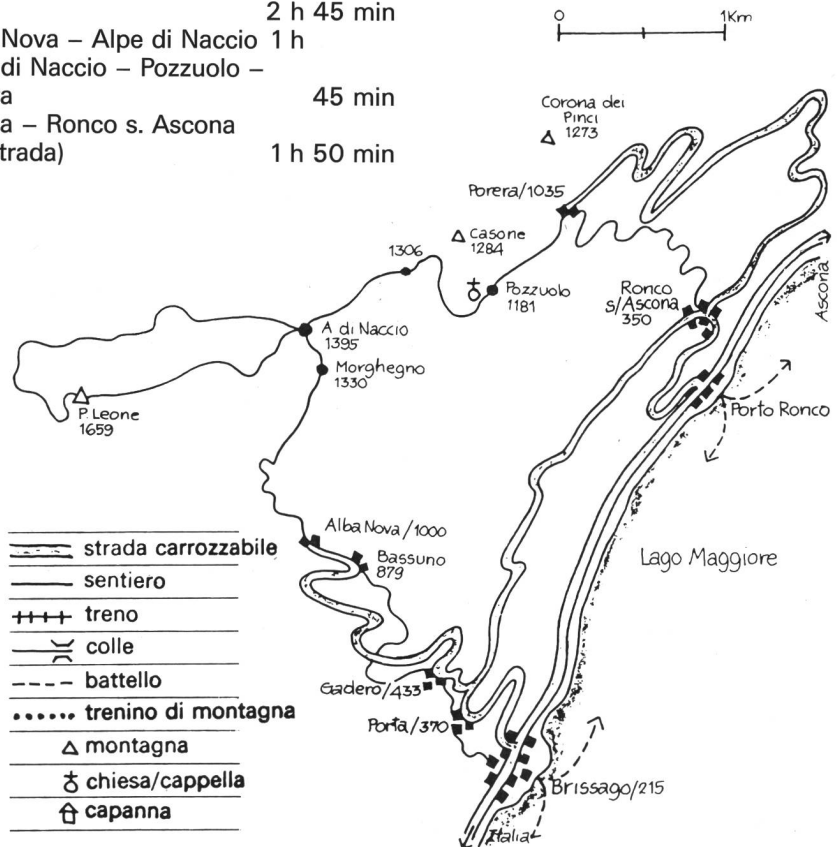 2 h 45 min
Nova – Alpe di Naccio 1 h
di Naccio – Pozzuolo –
a 45 min
a – Ronco s. Ascona
trada) 1 h 50 min
0 1Km
Corona dei
Pinci
1273
Porera/1035
Casone
1284
1306
Pozzuolo
1181
Ronco
s/Ascona
350
Ascona
A di Naccio
1395
Morghegno
1330
P. Leone
1659
Porto Ronco
Alba Nova/1000
Bassuno
879
Lago Maggiore
Gadero/433
Porta/370
Brissago/215
Italia
strada carrozzabile
sentiero
treno
colle
battello
trenino di montagna
montagna
chiesa/cappella
capanna